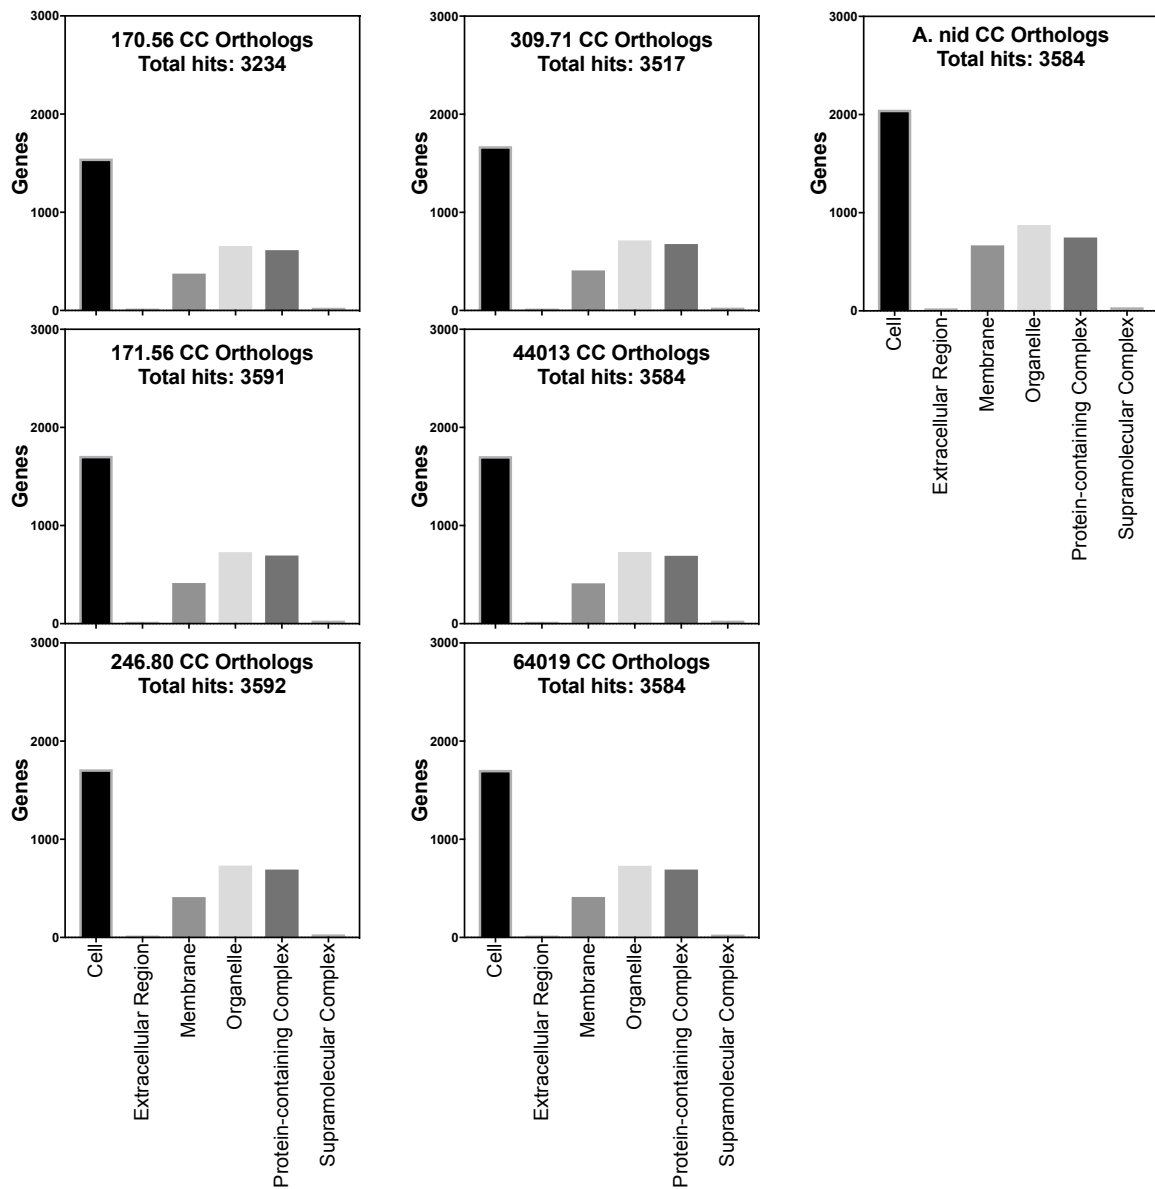 170.56 CC Orthologs
Total hits: 3234
Genes
3000
2000
1000
0
309.71 CC Orthologs
Total hits: 3517
Genes
3000
2000
1000
0
A. nid CC Orthologs
Total hits: 3584
Genes
3000
2000
1000
0
Cell
Extracellular Region
Membrane
Organelle
Protein-containing Complex
Supramolecular Complex
171.56 CC Orthologs
Total hits: 3591
Genes
3000
2000
1000
0
44013 CC Orthologs
Total hits: 3584
Genes
3000
2000
1000
0
246.80 CC Orthologs
Total hits: 3592
Genes
3000
2000
1000
0
Cell
Extracellular Region
Membrane
Organelle
Protein-containing Complex
Supramolecular Complex
64019 CC Orthologs
Total hits: 3584
Genes
3000
2000
1000
0
Cell
Extracellular Region
Membrane
Organelle
Protein-containing Complex
Supramolecular Complex